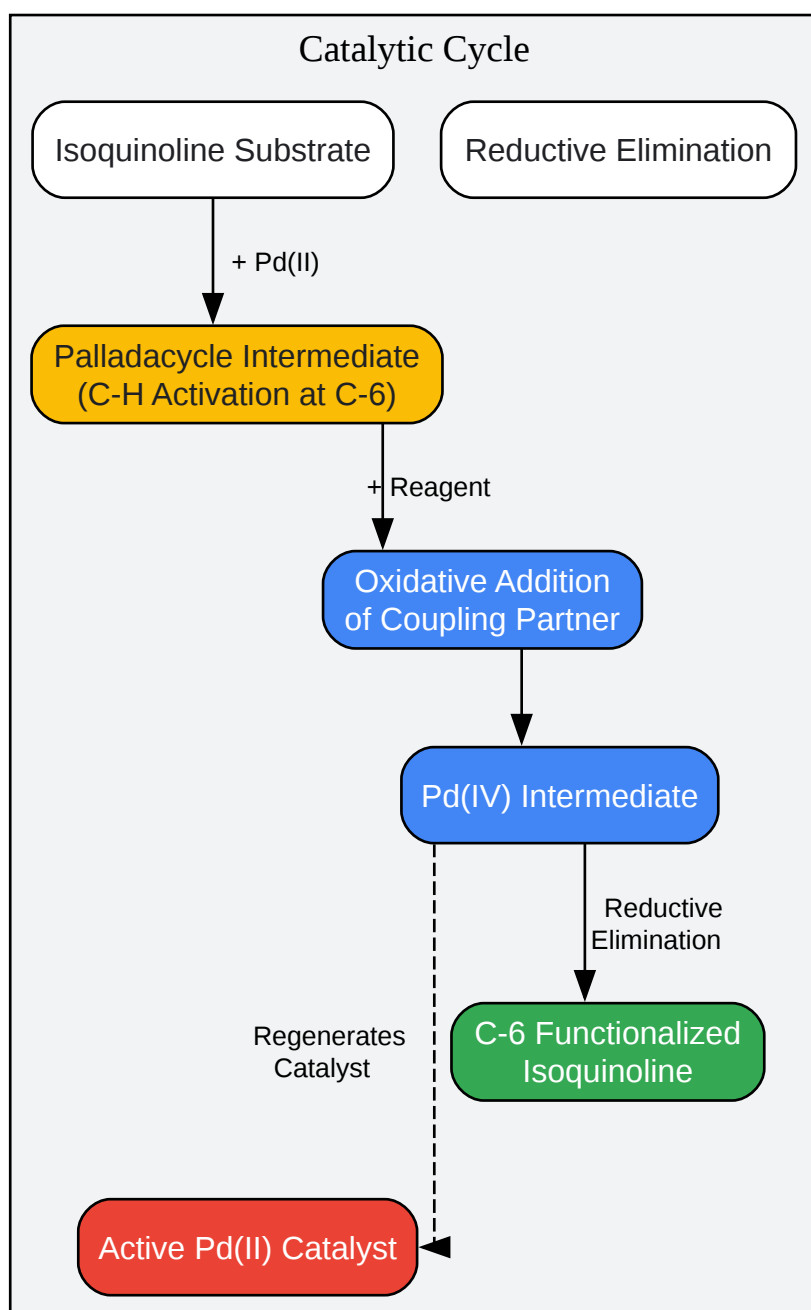 Catalytic Cycle
Isoquinoline Substrate
Reductive Elimination
+ Pd(II)
Palladacycle Intermediate
(C-H Activation at C-6)
+ Reagent
Oxidative Addition
of Coupling Partner
Pd(IV) Intermediate
Reductive
Elimination
C-6 Functionalized
Isoquinoline
Regenerates
Catalyst
Active Pd(II) Catalyst